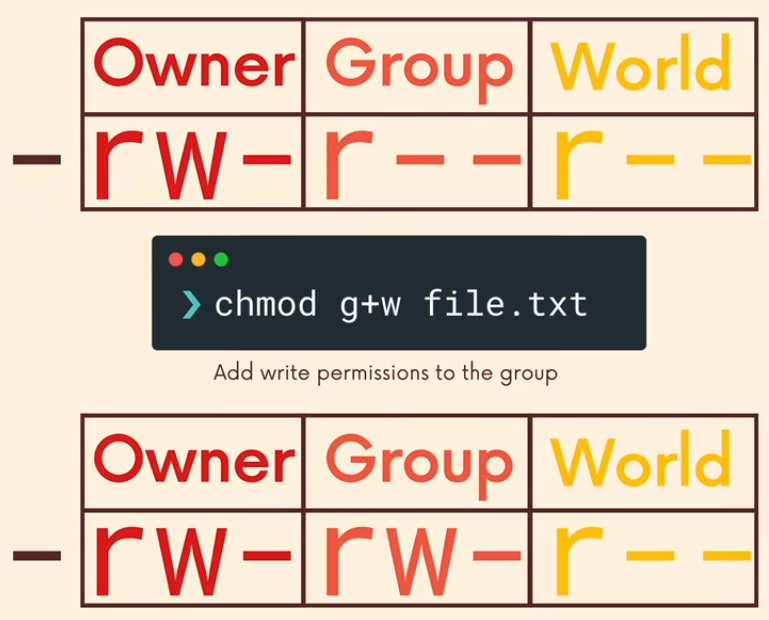 Owner Group World
- rw- r-- r--
❯ chmod g+w file.txt
Add write permissions to the group
Owner Group World
- rw- rw- r--